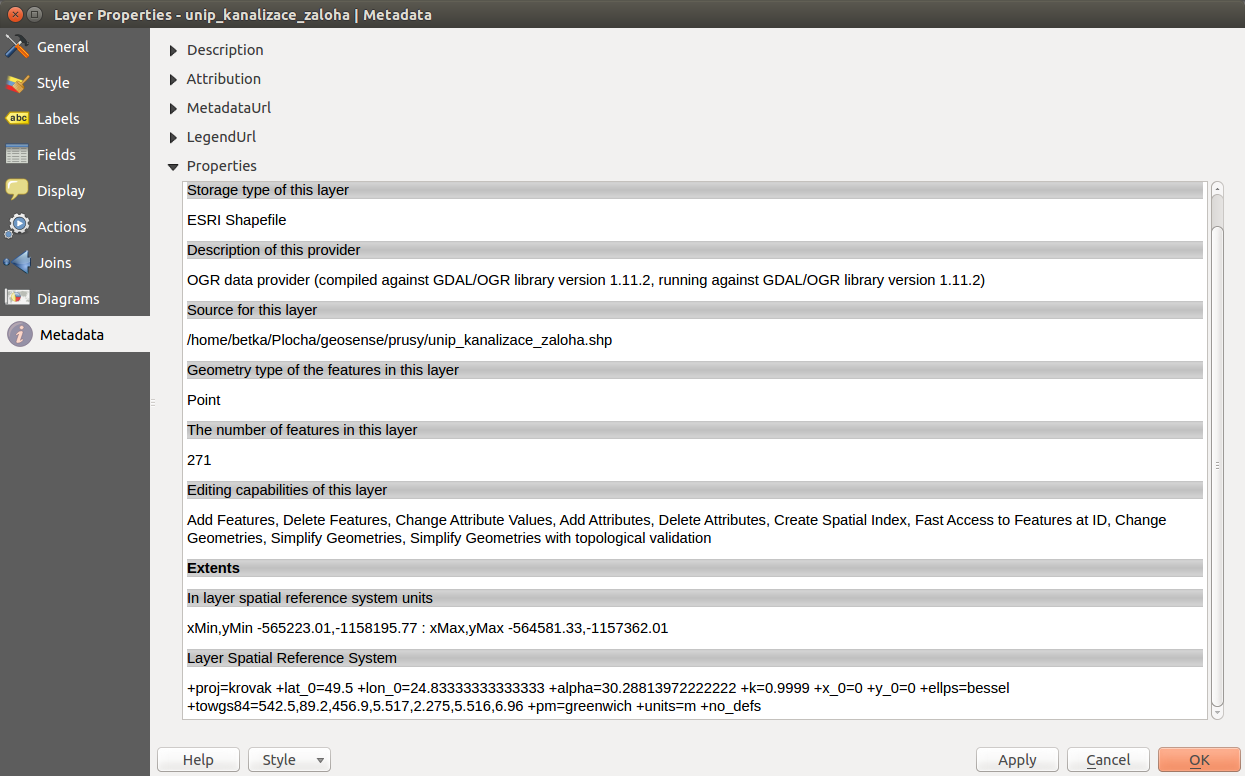 Layer Properties - unip_kanalizace_zaloha | Metadata
General
Style
abc Labels
Fields
Display
Actions
Joins
Diagrams
i Metadata
Description
Attribution
MetadataUrl
LegendUrl
Properties
Storage type of this layer
ESRI Shapefile
Description of this provider
OGR data provider (compiled against GDAL/OGR library version 1.11.2, running against GDAL/OGR library version 1.11.2)
Source for this layer
/home/betka/Plocha/geosense/prusy/unip_kanalizace_zaloha.shp
Geometry type of the features in this layer
Point
The number of features in this layer
271
Editing capabilities of this layer
Add Features, Delete Features, Change Attribute Values, Add Attributes, Delete Attributes, Create Spatial Index, Fast Access to Features at ID, Change
Geometries, Simplify Geometries, Simplify Geometries with topological validation
Extents
In layer spatial reference system units
xMin,yMin -565223.01,-1158195.77 : xMax,yMax -564581.33,-1157362.01
Layer Spatial Reference System
+proj=krovak +lat_0=49.5 +lon_0=24.83333333333333 +alpha=30.28813972222222 +k=0.9999 +x_0=0 +y_0=0 +ellps=bessel
+towgs84=542.5,89.2,456.9,5.517,2.275,5.516,6.96 +pm=greenwich +units=m +no_defs
Help
Style
Apply
Cancel
OK